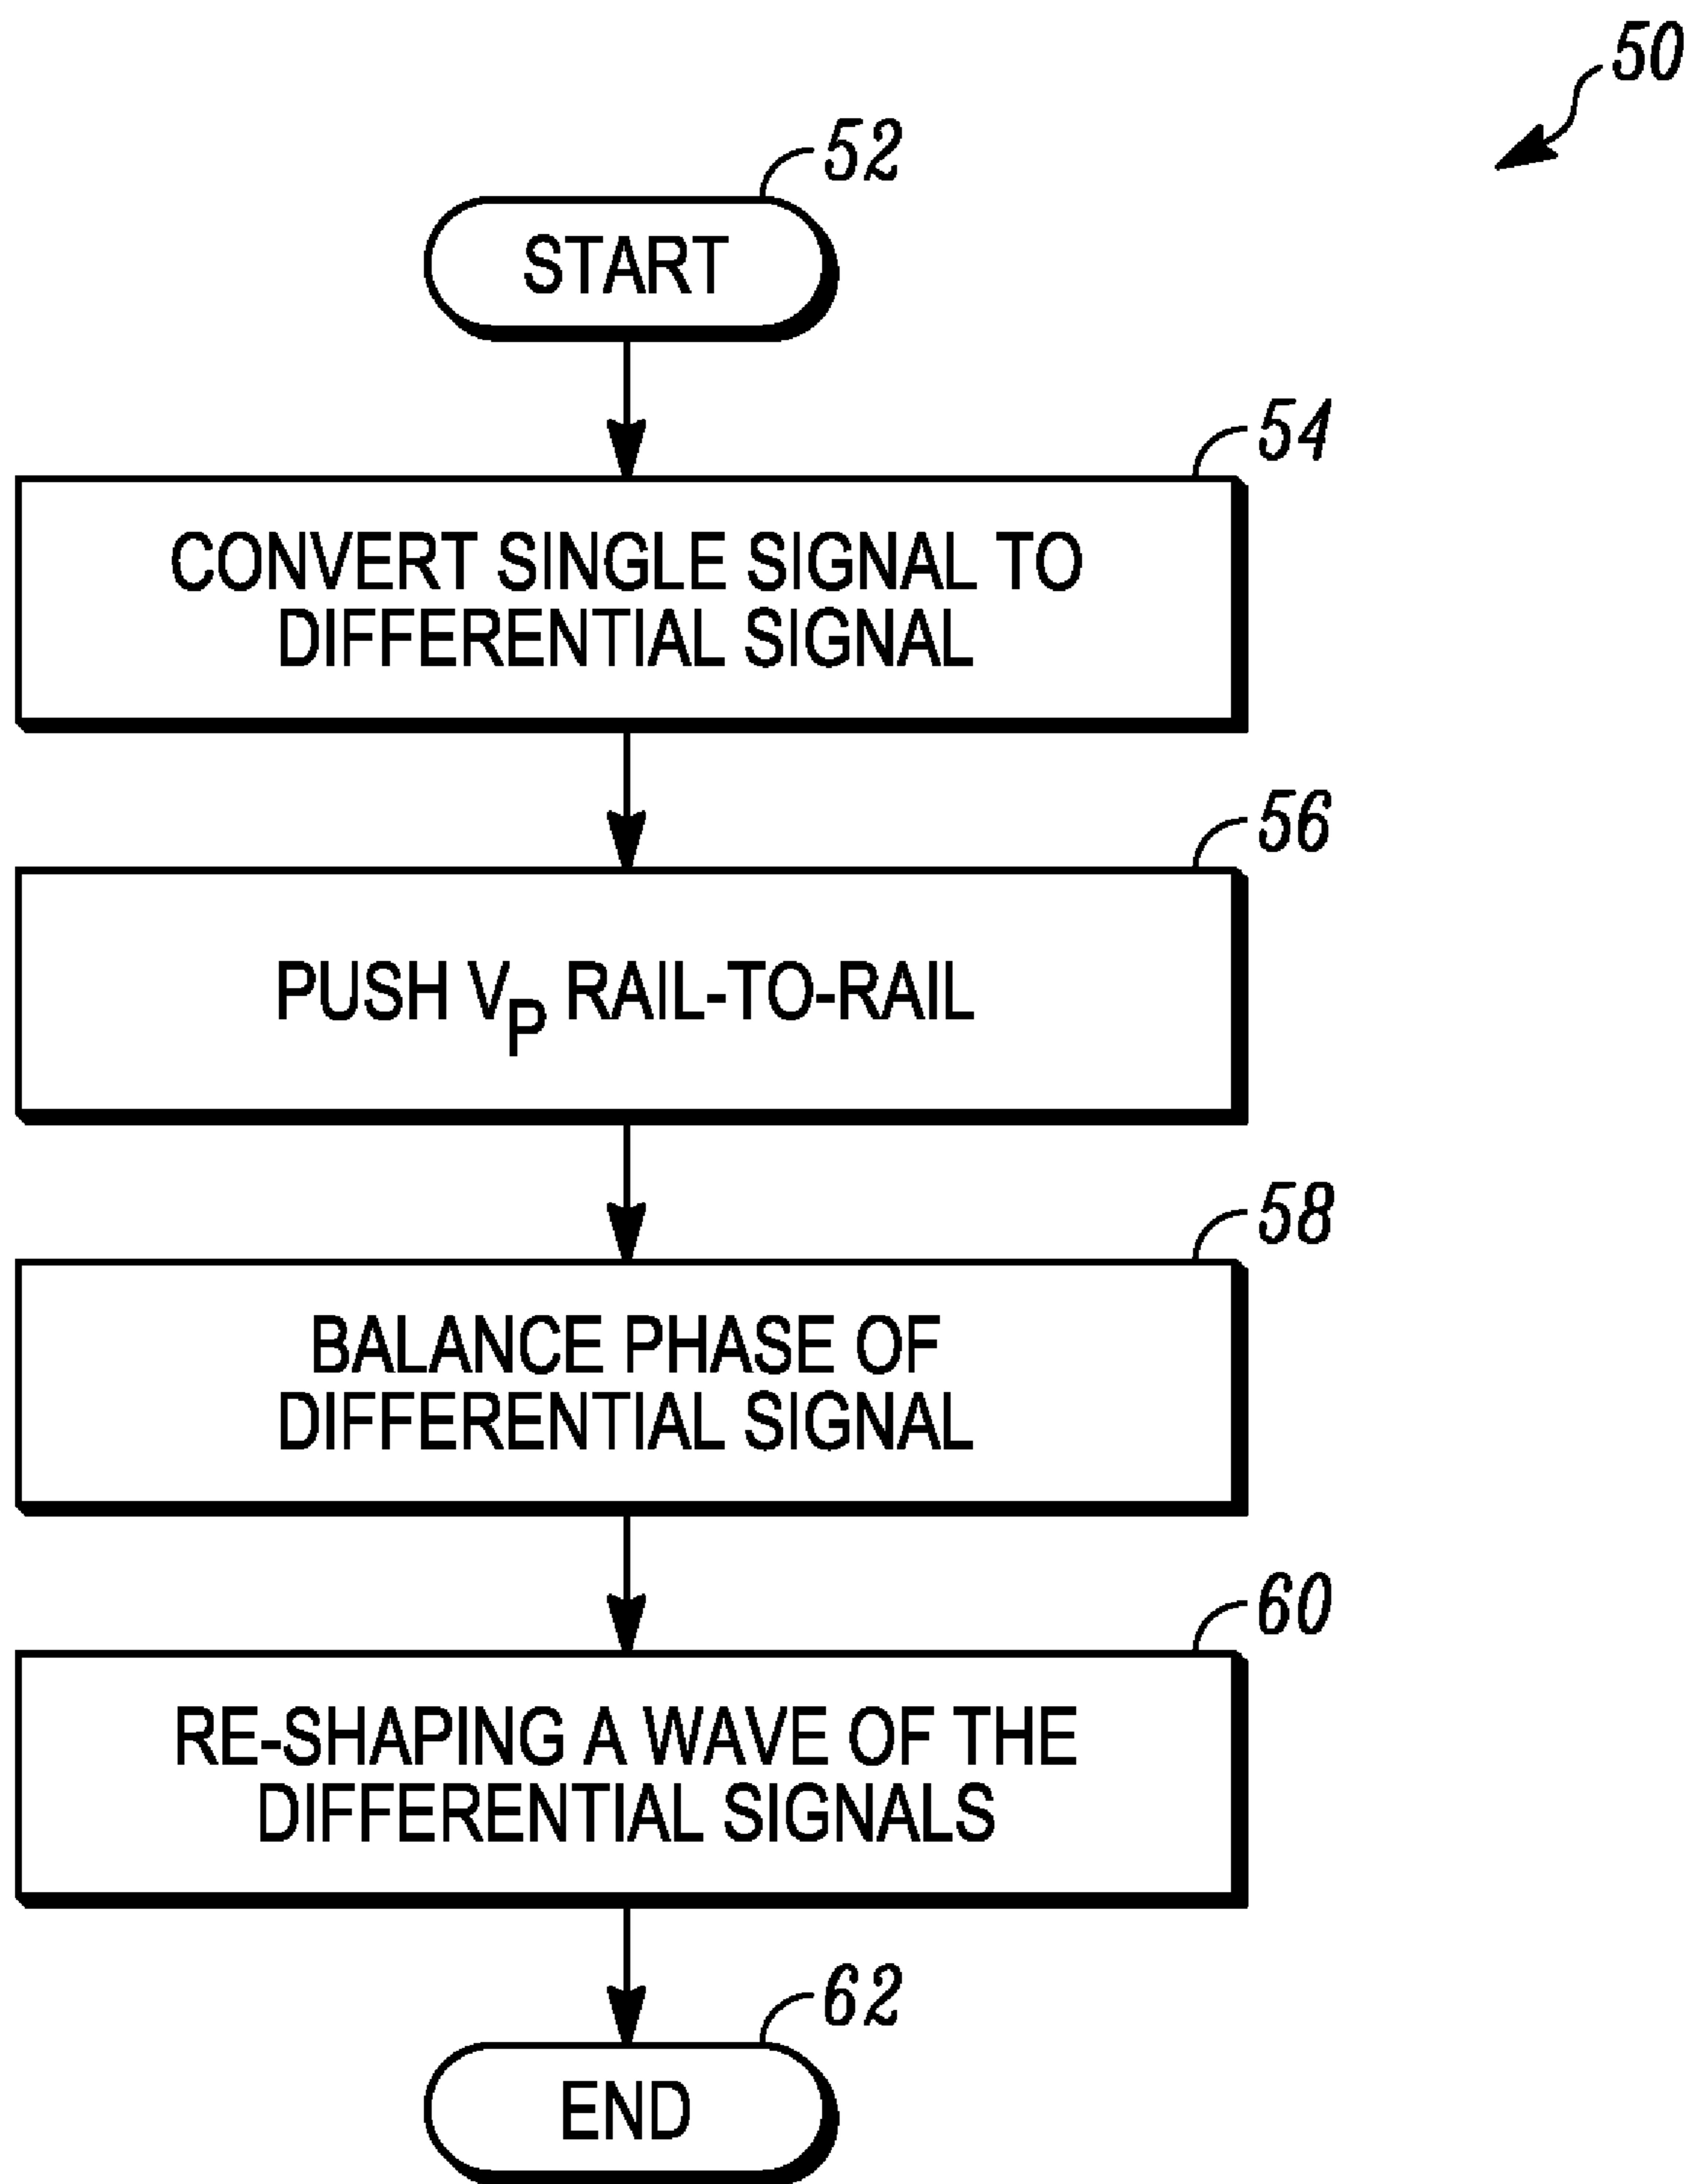 50
52
START
54
CONVERT SINGLE SIGNAL TO
DIFFERENTIAL SIGNAL
56
PUSH VP RAIL-TO-RAIL
58
BALANCE PHASE OF
DIFFERENTIAL SIGNAL
60
RE-SHAPING A WAVE OF THE
DIFFERENTIAL SIGNALS
62
END